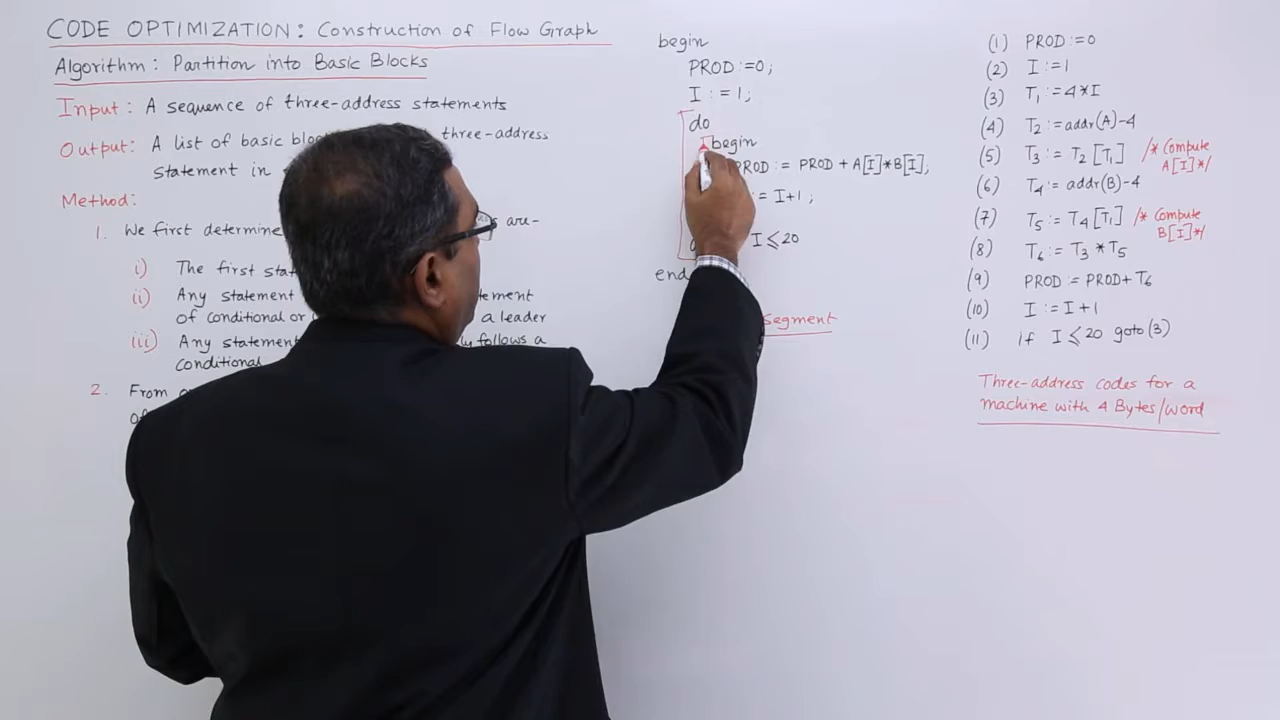 CODE OPTIMIZATION: Construction of Flow Graph
Algorithm: Partition into Basic Blocks
Input: A sequence of three-address statements
Output: A list of basic three-address
statement in
Method:
1. We first determine are-
i) The first
(ii) Any statement
of conditional or a leader
(iii) Any statement follows a
conditional
2. From
begin
PROD:=0;
I := 1;
do
begin
PROD := PROD + A[I]*B[I];
:= I+1;
I ≤ 20
end
Segment
(1) PROD:=0
(2) I:=1
(3) T1:=4*I
(4) T2:=addr(A)-4
(5) T3:= T2[T1] /* Compute
A[I]*/
(6) T4:= addr(B)-4
(7) T5:= T4[T1] /* Compute
B[I]*/
(8) T6:= T3*T5
(9) PROD:= PROD+T6
(10) I:=I+1
(11) if I≤20 goto(3)
Three-address codes for a
machine with 4 Bytes/word